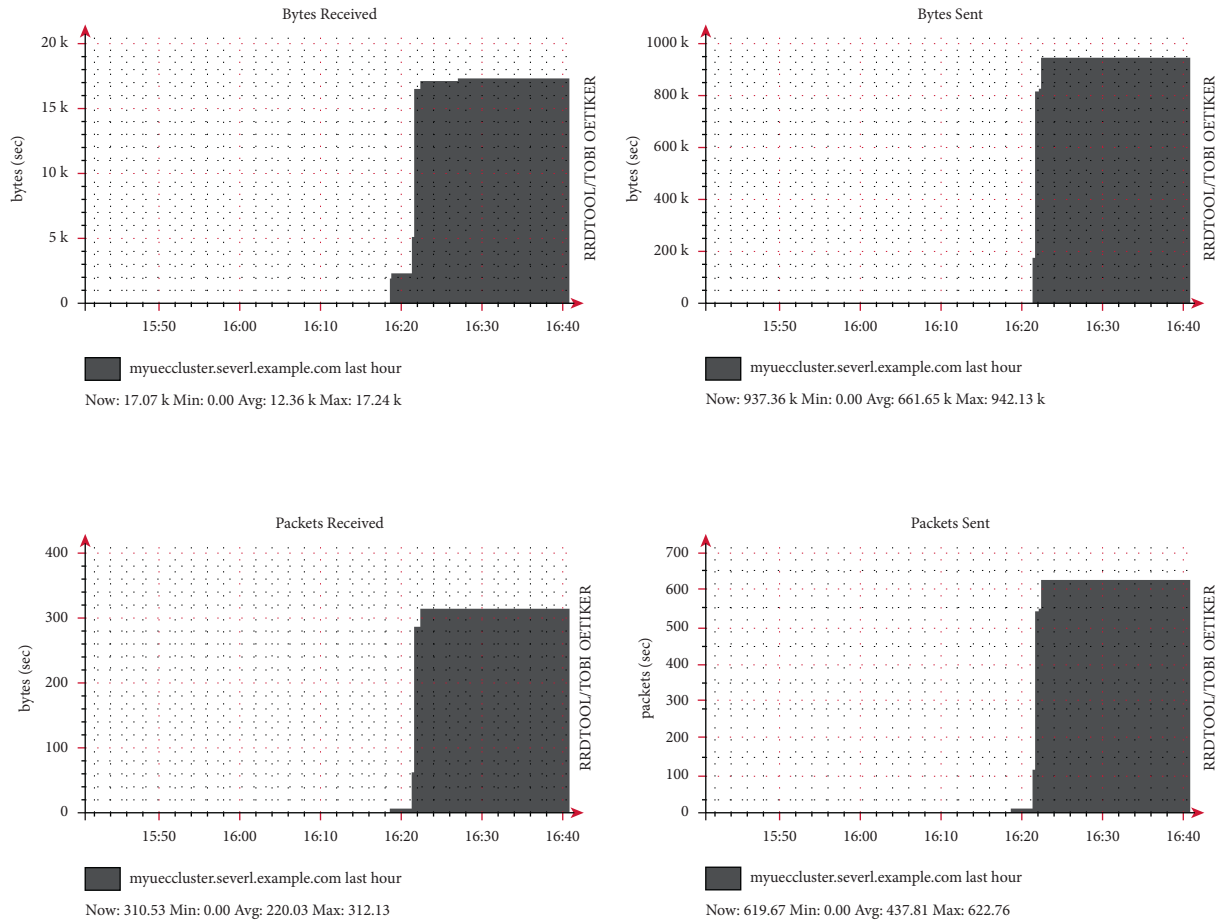 Bytes Received
20 k
15 k
10 k
5 k
0
bytes (sec)
15:50 16:00 16:10 16:20 16:30 16:40
RRDTOOL/TOBI OETIKER
myueccluster.severl.example.com last hour
Now: 17.07 k Min: 0.00 Avg: 12.36 k Max: 17.24 k
Bytes Sent
1000 k
800 k
600 k
400 k
200 k
0
bytes (sec)
15:50 16:00 16:10 16:20 16:30 16:40
RRDTOOL/TOBI OETIKER
myueccluster.severl.example.com last hour
Now: 937.36 k Min: 0.00 Avg: 661.65 k Max: 942.13 k
Packets Received
400
300
200
100
0
bytes (sec)
15:50 16:00 16:10 16:20 16:30 16:40
RRDTOOL/TOBI OETIKER
myueccluster.severl.example.com last hour
Now: 310.53 Min: 0.00 Avg: 220.03 Max: 312.13
Packets Sent
700
600
500
400
300
200
100
0
packets (sec)
15:50 16:00 16:10 16:20 16:30 16:40
RRDTOOL/TOBI OETIKER
myueccluster.severl.example.com last hour
Now: 619.67 Min: 0.00 Avg: 437.81 Max: 622.76